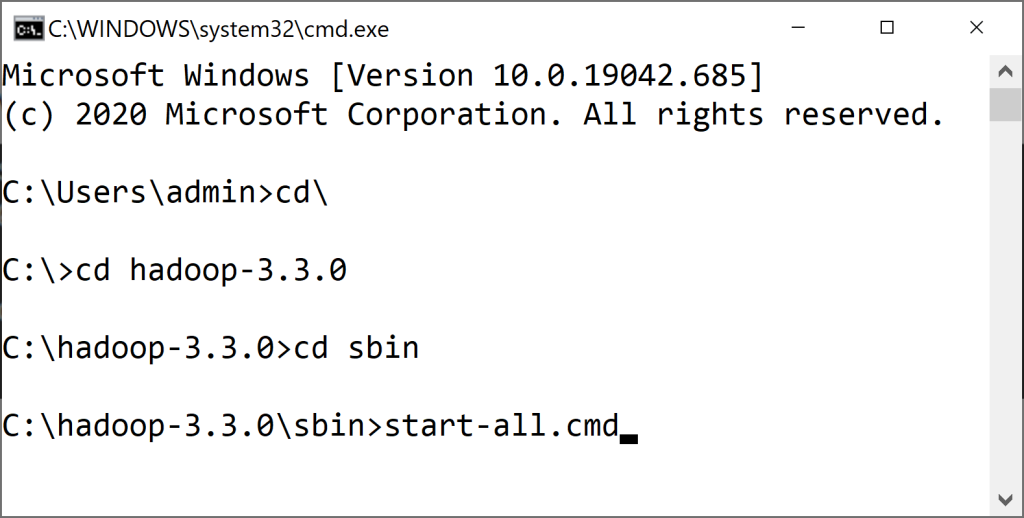 C:\WINDOWS\system32\cmd.exe
Microsoft Windows [Version 10.0.19042.685]
(c) 2020 Microsoft Corporation. All rights reserved.
C:\Users\admin>cd\
C:\>cd hadoop-3.3.0
C:\hadoop-3.3.0>cd sbin
C:\hadoop-3.3.0\sbin>start-all.cmd